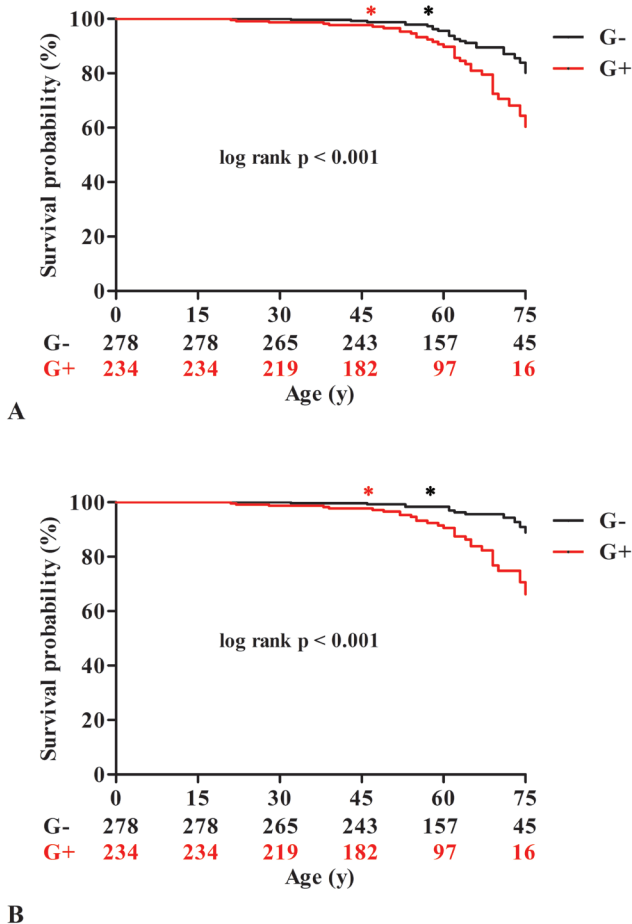 * *
100
80
60
40
20
0
Survival probability (%)
G-
G+
log rank p < 0.001
0 15 30 45 60 75
G- 278 278 265 243 157 45
G+ 234 234 219 182 97 16
Age (y)
A
* *
100
80
60
40
20
0
Survival probability (%)
G-
G+
log rank p < 0.001
0 15 30 45 60 75
G- 278 278 265 243 157 45
G+ 234 234 219 182 97 16
Age (y)
B